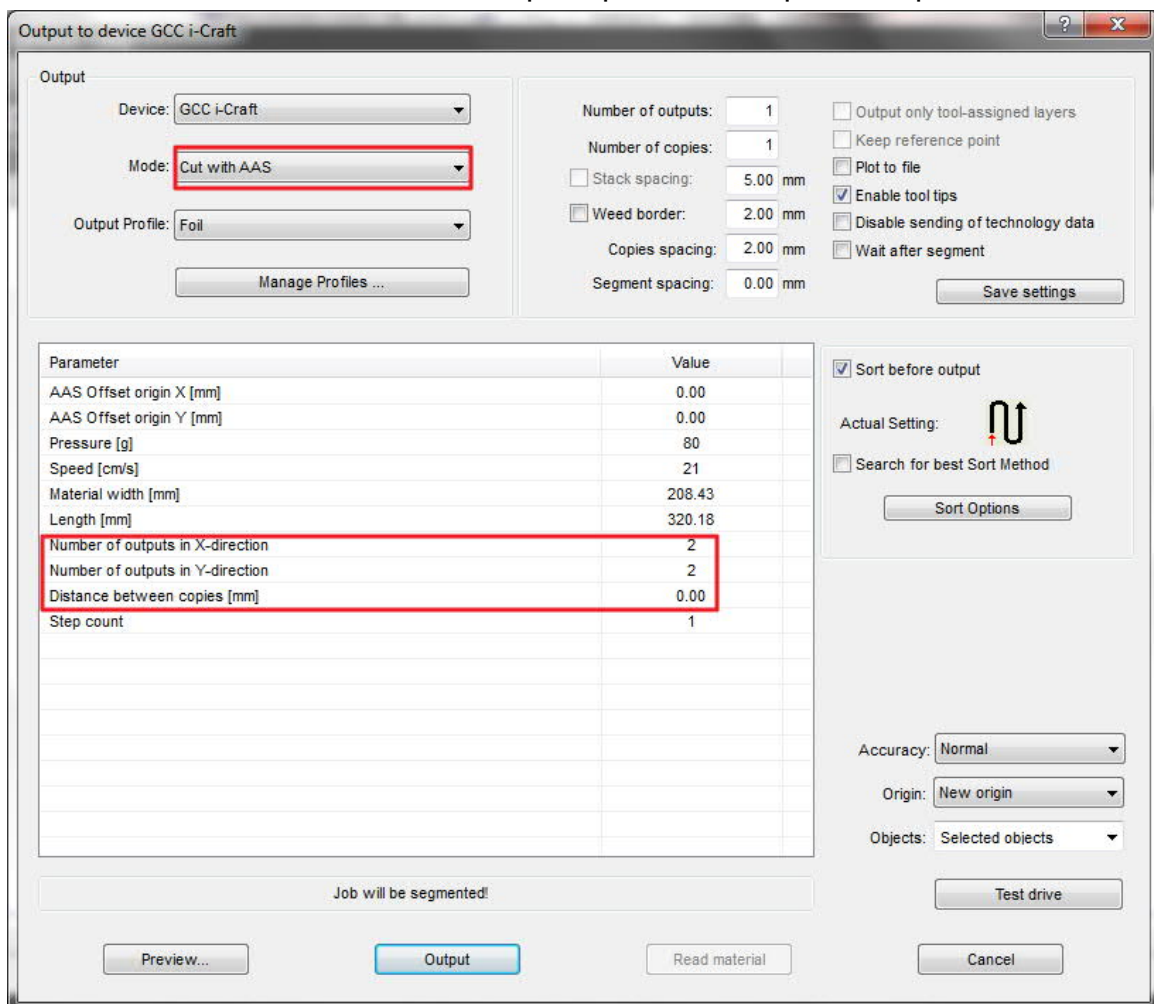 Output to device GCC i-Craft
Output
Device: GCC i-Craft
Mode: Cut with AAS
Output Profile: Foil
Manage Profiles ...
Number of outputs: 1
Number of copies: 1
Stack spacing: 5.00 mm
Weed border: 2.00 mm
Copies spacing: 2.00 mm
Segment spacing: 0.00 mm
Output only tool-assigned layers
Keep reference point
Plot to file
Enable tool tips
Disable sending of technology data
Wait after segment
Save settings
Parameter Value
AAS Offset origin X [mm] 0.00
AAS Offset origin Y [mm] 0.00
Pressure [g] 80
Speed [cm/s] 21
Material width [mm] 208.43
Length [mm] 320.18
Number of outputs in X-direction 2
Number of outputs in Y-direction 2
Distance between copies [mm] 0.00
Step count 1
Sort before output
Actual Setting:
Search for best Sort Method
Sort Options
Accuracy: Normal
Origin: New origin
Objects: Selected objects
Job will be segmented!
Test drive
Preview...
Output
Read material
Cancel